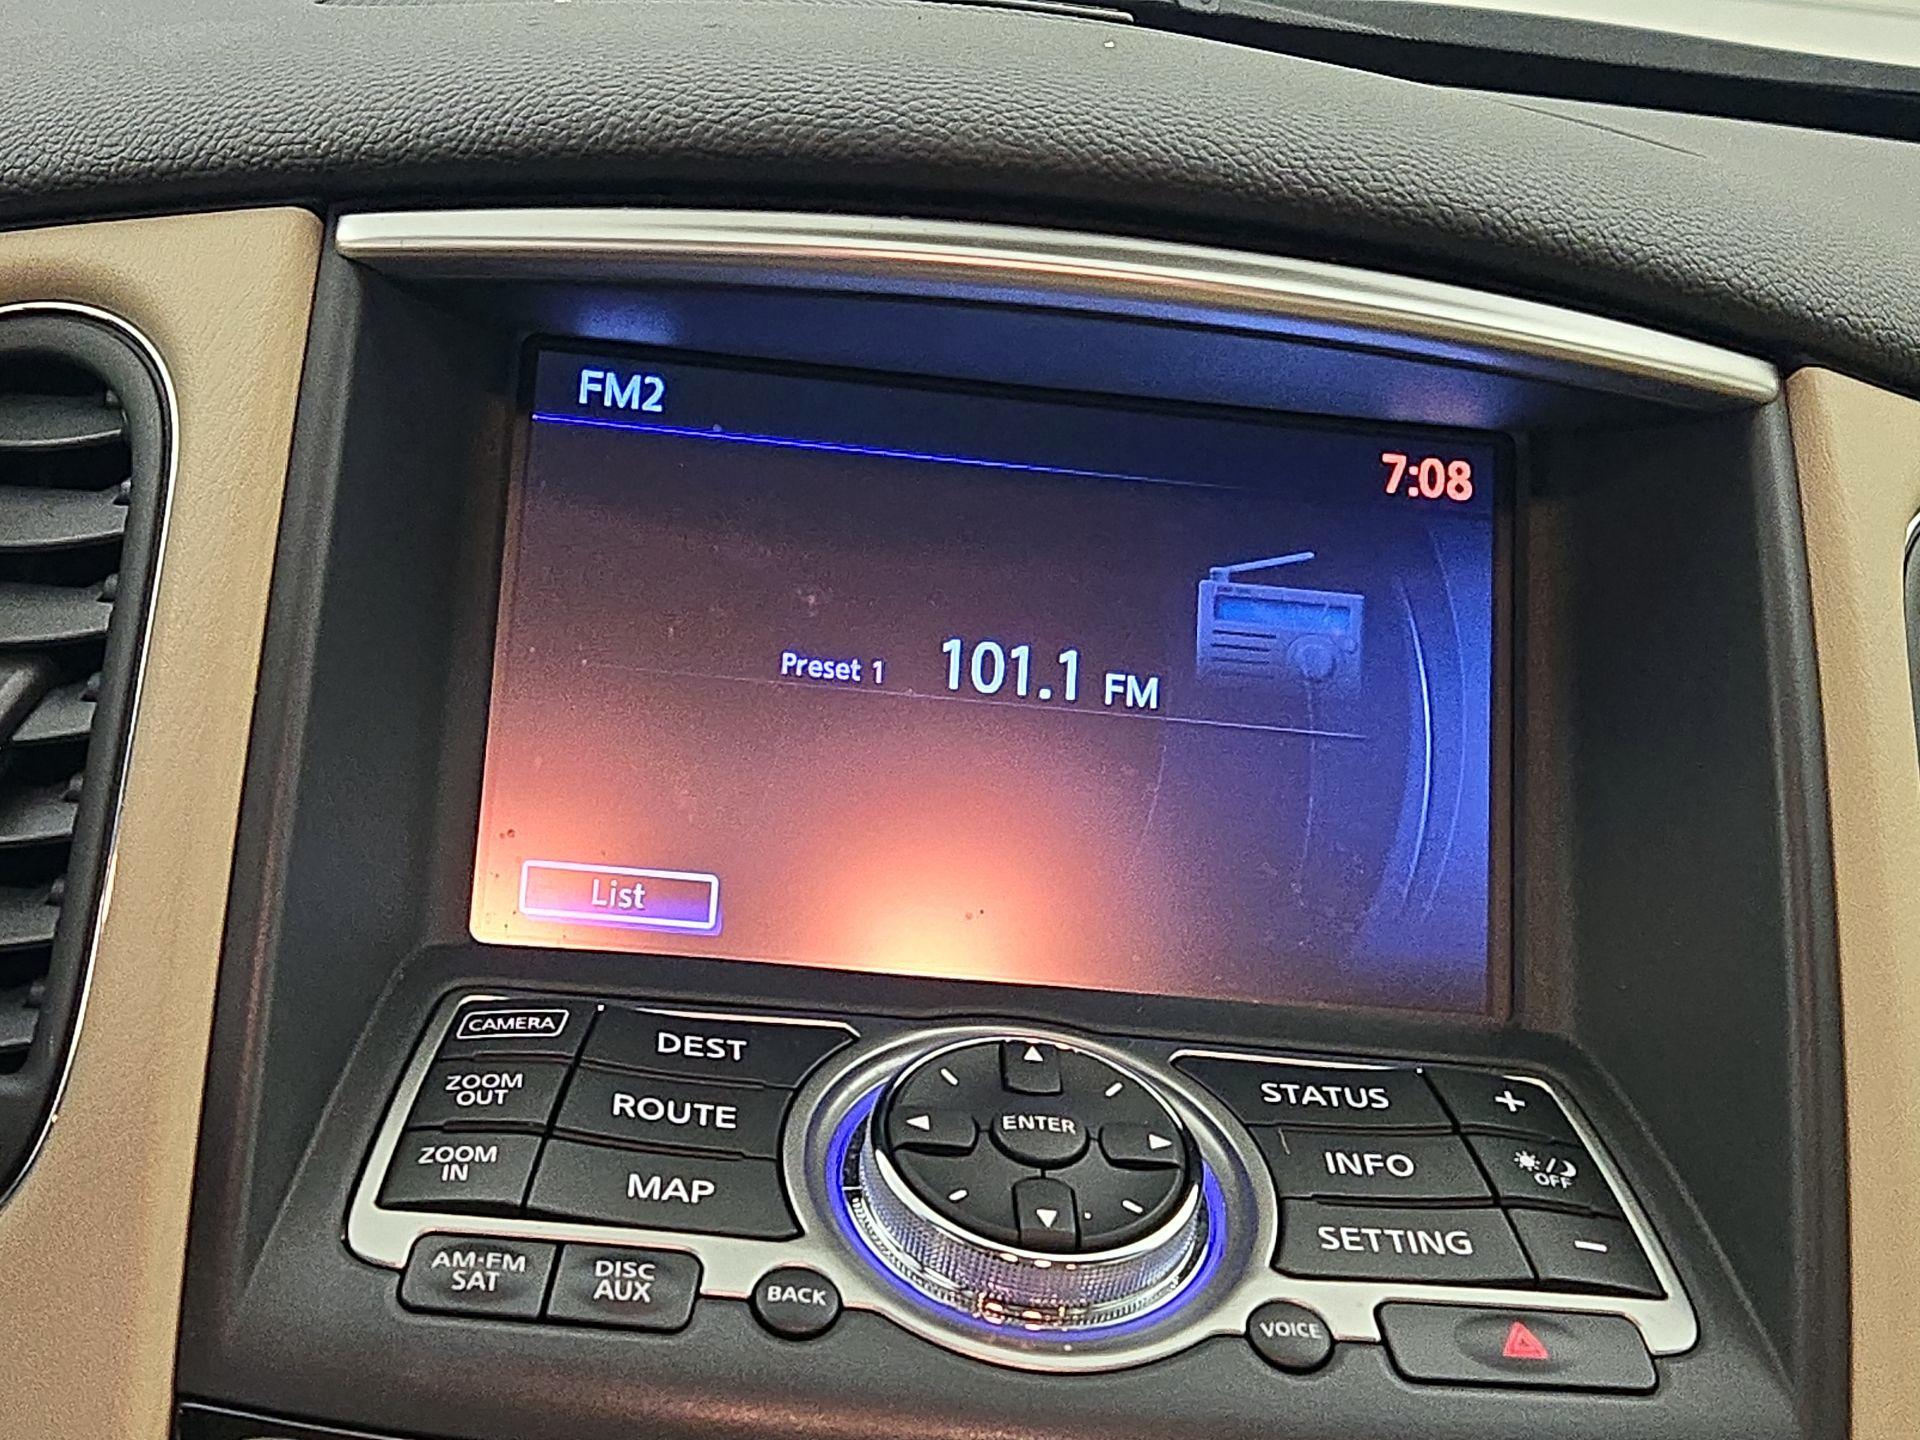 FM2
7:08
Preset 1 101.1 FM
List
CAMERA
DEST
ZOOM
OUT
ROUTE
ZOOM
IN
MAP
ENTER
STATUS
+
INFO
OFF
SETTING
−
AM·FM
SAT
DISC
AUX
BACK
VOICE